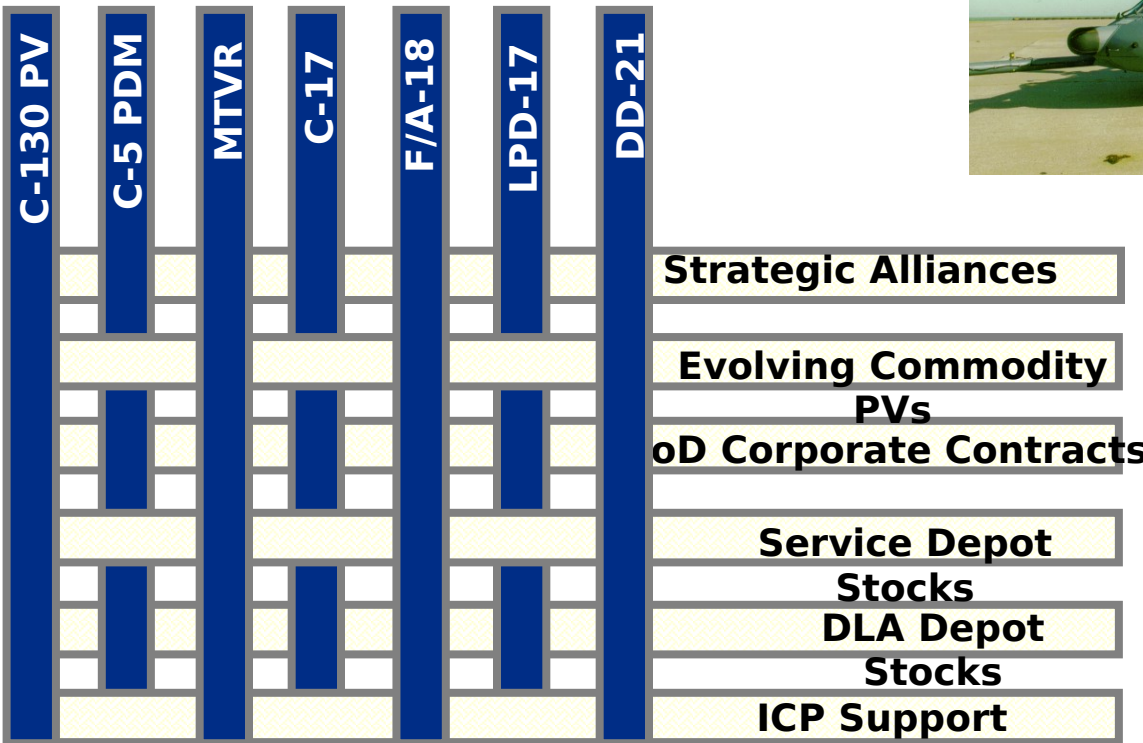 C-130 PV
C-5 PDM
MTVR
C-17
F/A-18
LPD-17
DD-21
Strategic Alliances
Evolving Commodity
PVs
oD Corporate Contracts
Service Depot
Stocks
DLA Depot
Stocks
ICP Support